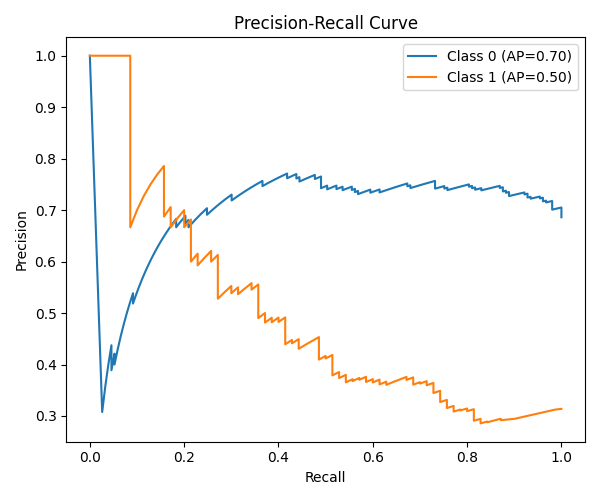 Precision-Recall Curve
Class 0 (AP=0.70)
Class 1 (AP=0.50)
1.0
0.9
0.8
0.7
0.6
0.5
0.4
0.3
Precision
0.0 0.2 0.4 0.6 0.8 1.0
Recall